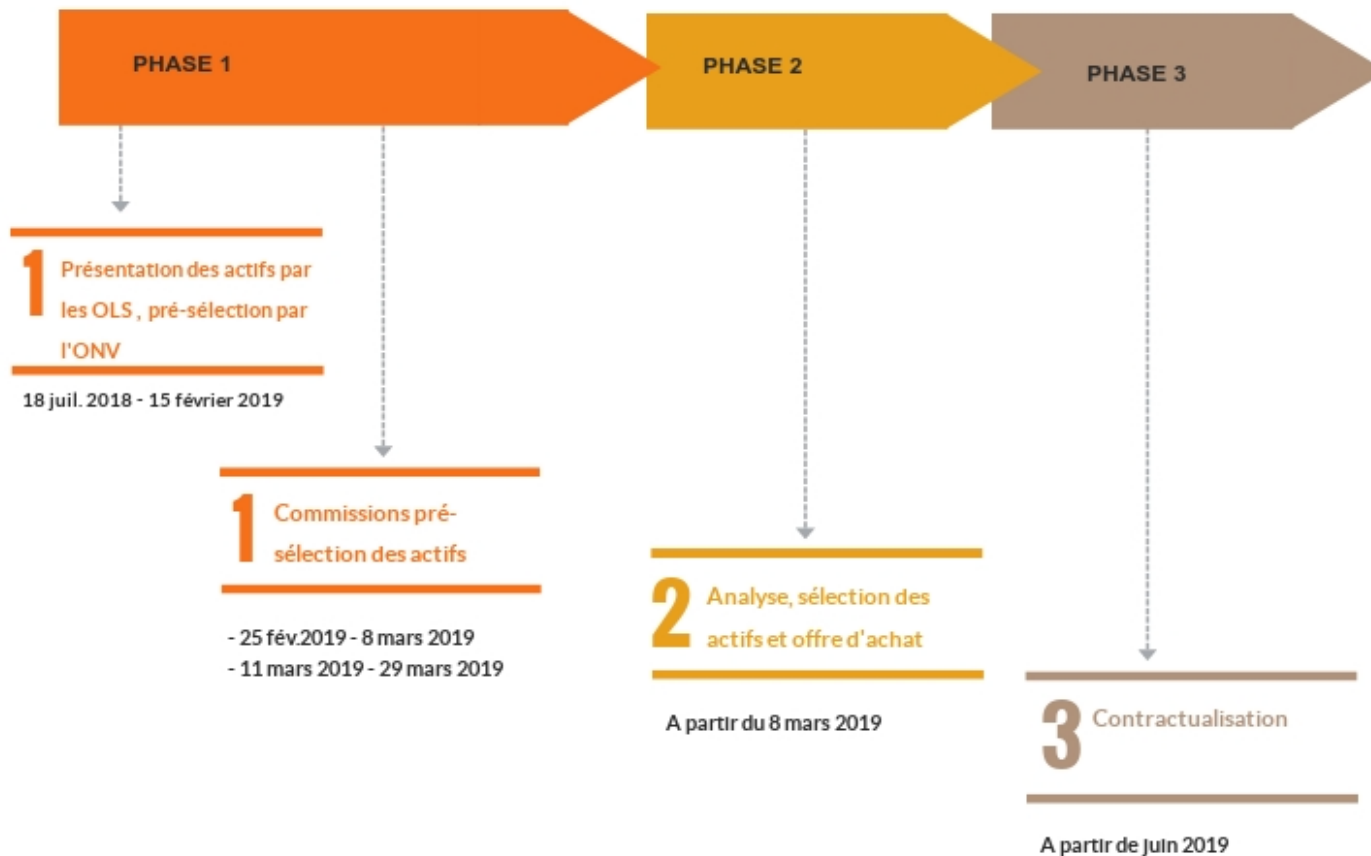 PHASE 1
PHASE 2
PHASE 3
1
Présentation des actifs par
les OLS , pré-sélection par
l'ONV
18 juil. 2018 - 15 février 2019
1
Commissions pré-
sélection des actifs
- 25 fév.2019 - 8 mars 2019
- 11 mars 2019 - 29 mars 2019
2
Analyse, sélection des
actifs et offre d'achat
A partir du 8 mars 2019
3
Contractualisation
A partir de juin 2019